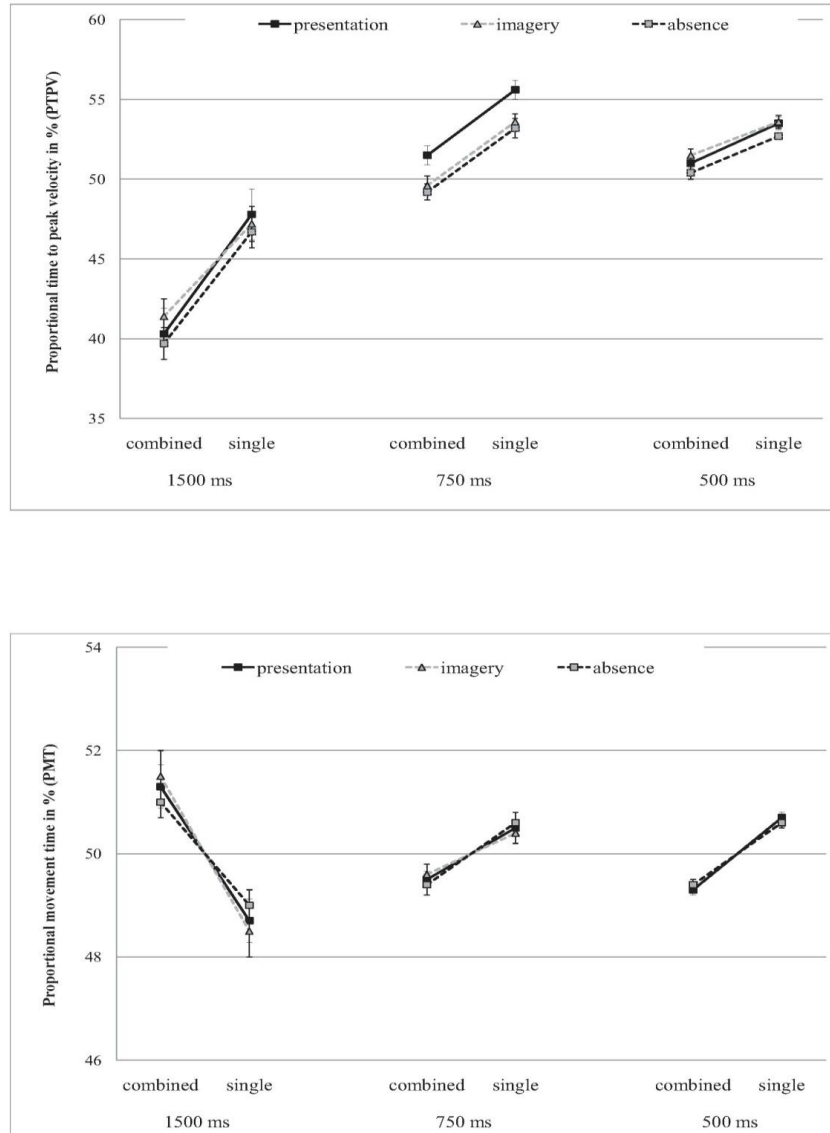 60
presentation imagery absence
55
50
45
40
35
Proportional time to peak velocity in % (PTPV)
combined single combined single combined single
1500 ms 750 ms 500 ms
54
presentation imagery absence
52
50
48
46
Proportional movement time in % (PMT)
combined single combined single combined single
1500 ms 750 ms 500 ms